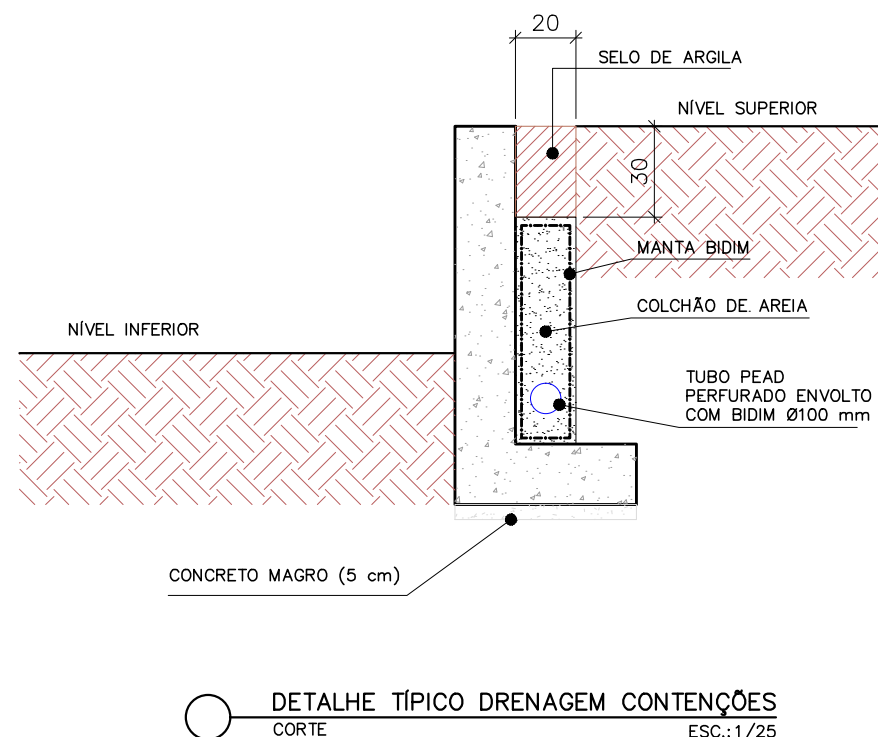 20
SELO DE ARGILA
NÍVEL SUPERIOR
30
MANTA BIDIM
COLCHÃO DE. AREIA
NÍVEL INFERIOR
TUBO PEAD
PERFURADO ENVOLTO
COM BIDIM Ø100 mm
CONCRETO MAGRO (5 cm)
DETALHE TÍPICO DRENAGEM CONTENÇÕES
CORTE
ESC.: 1/25